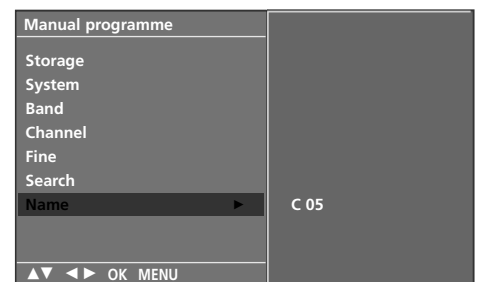 Manual programme
Storage
System
Band
Channel
Fine
Search
Name ► C 05
▲▼ ◄► OK MENU